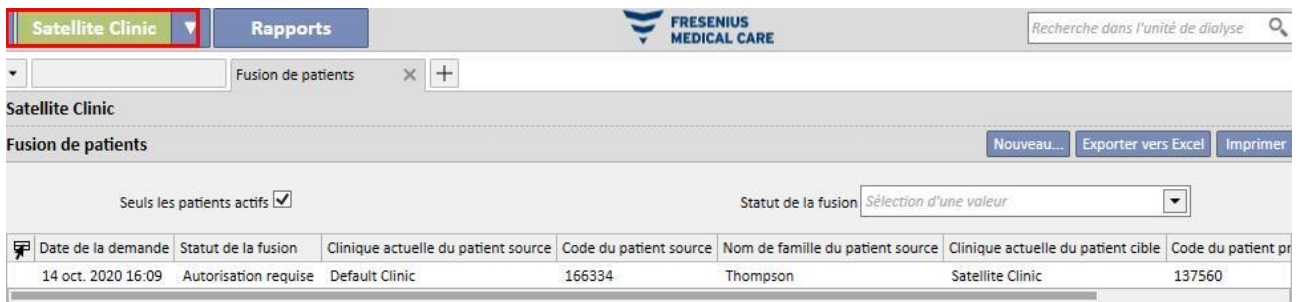 Satellite Clinic Rapports FRESENIUS MEDICAL CARE Recherche dans l'unité de dialyse
Fusion de patients
Satellite Clinic
Fusion de patients Nouveau... Exporter vers Excel Imprimer
Seuls les patients actifs Statut de la fusion Sélection d'une valeur
Date de la demande Statut de la fusion Clinique actuelle du patient source Code du patient source Nom de famille du patient source Clinique actuelle du patient cible Code du patient pr
14 oct. 2020 16:09 Autorisation requise Default Clinic 166334 Thompson Satellite Clinic 137560